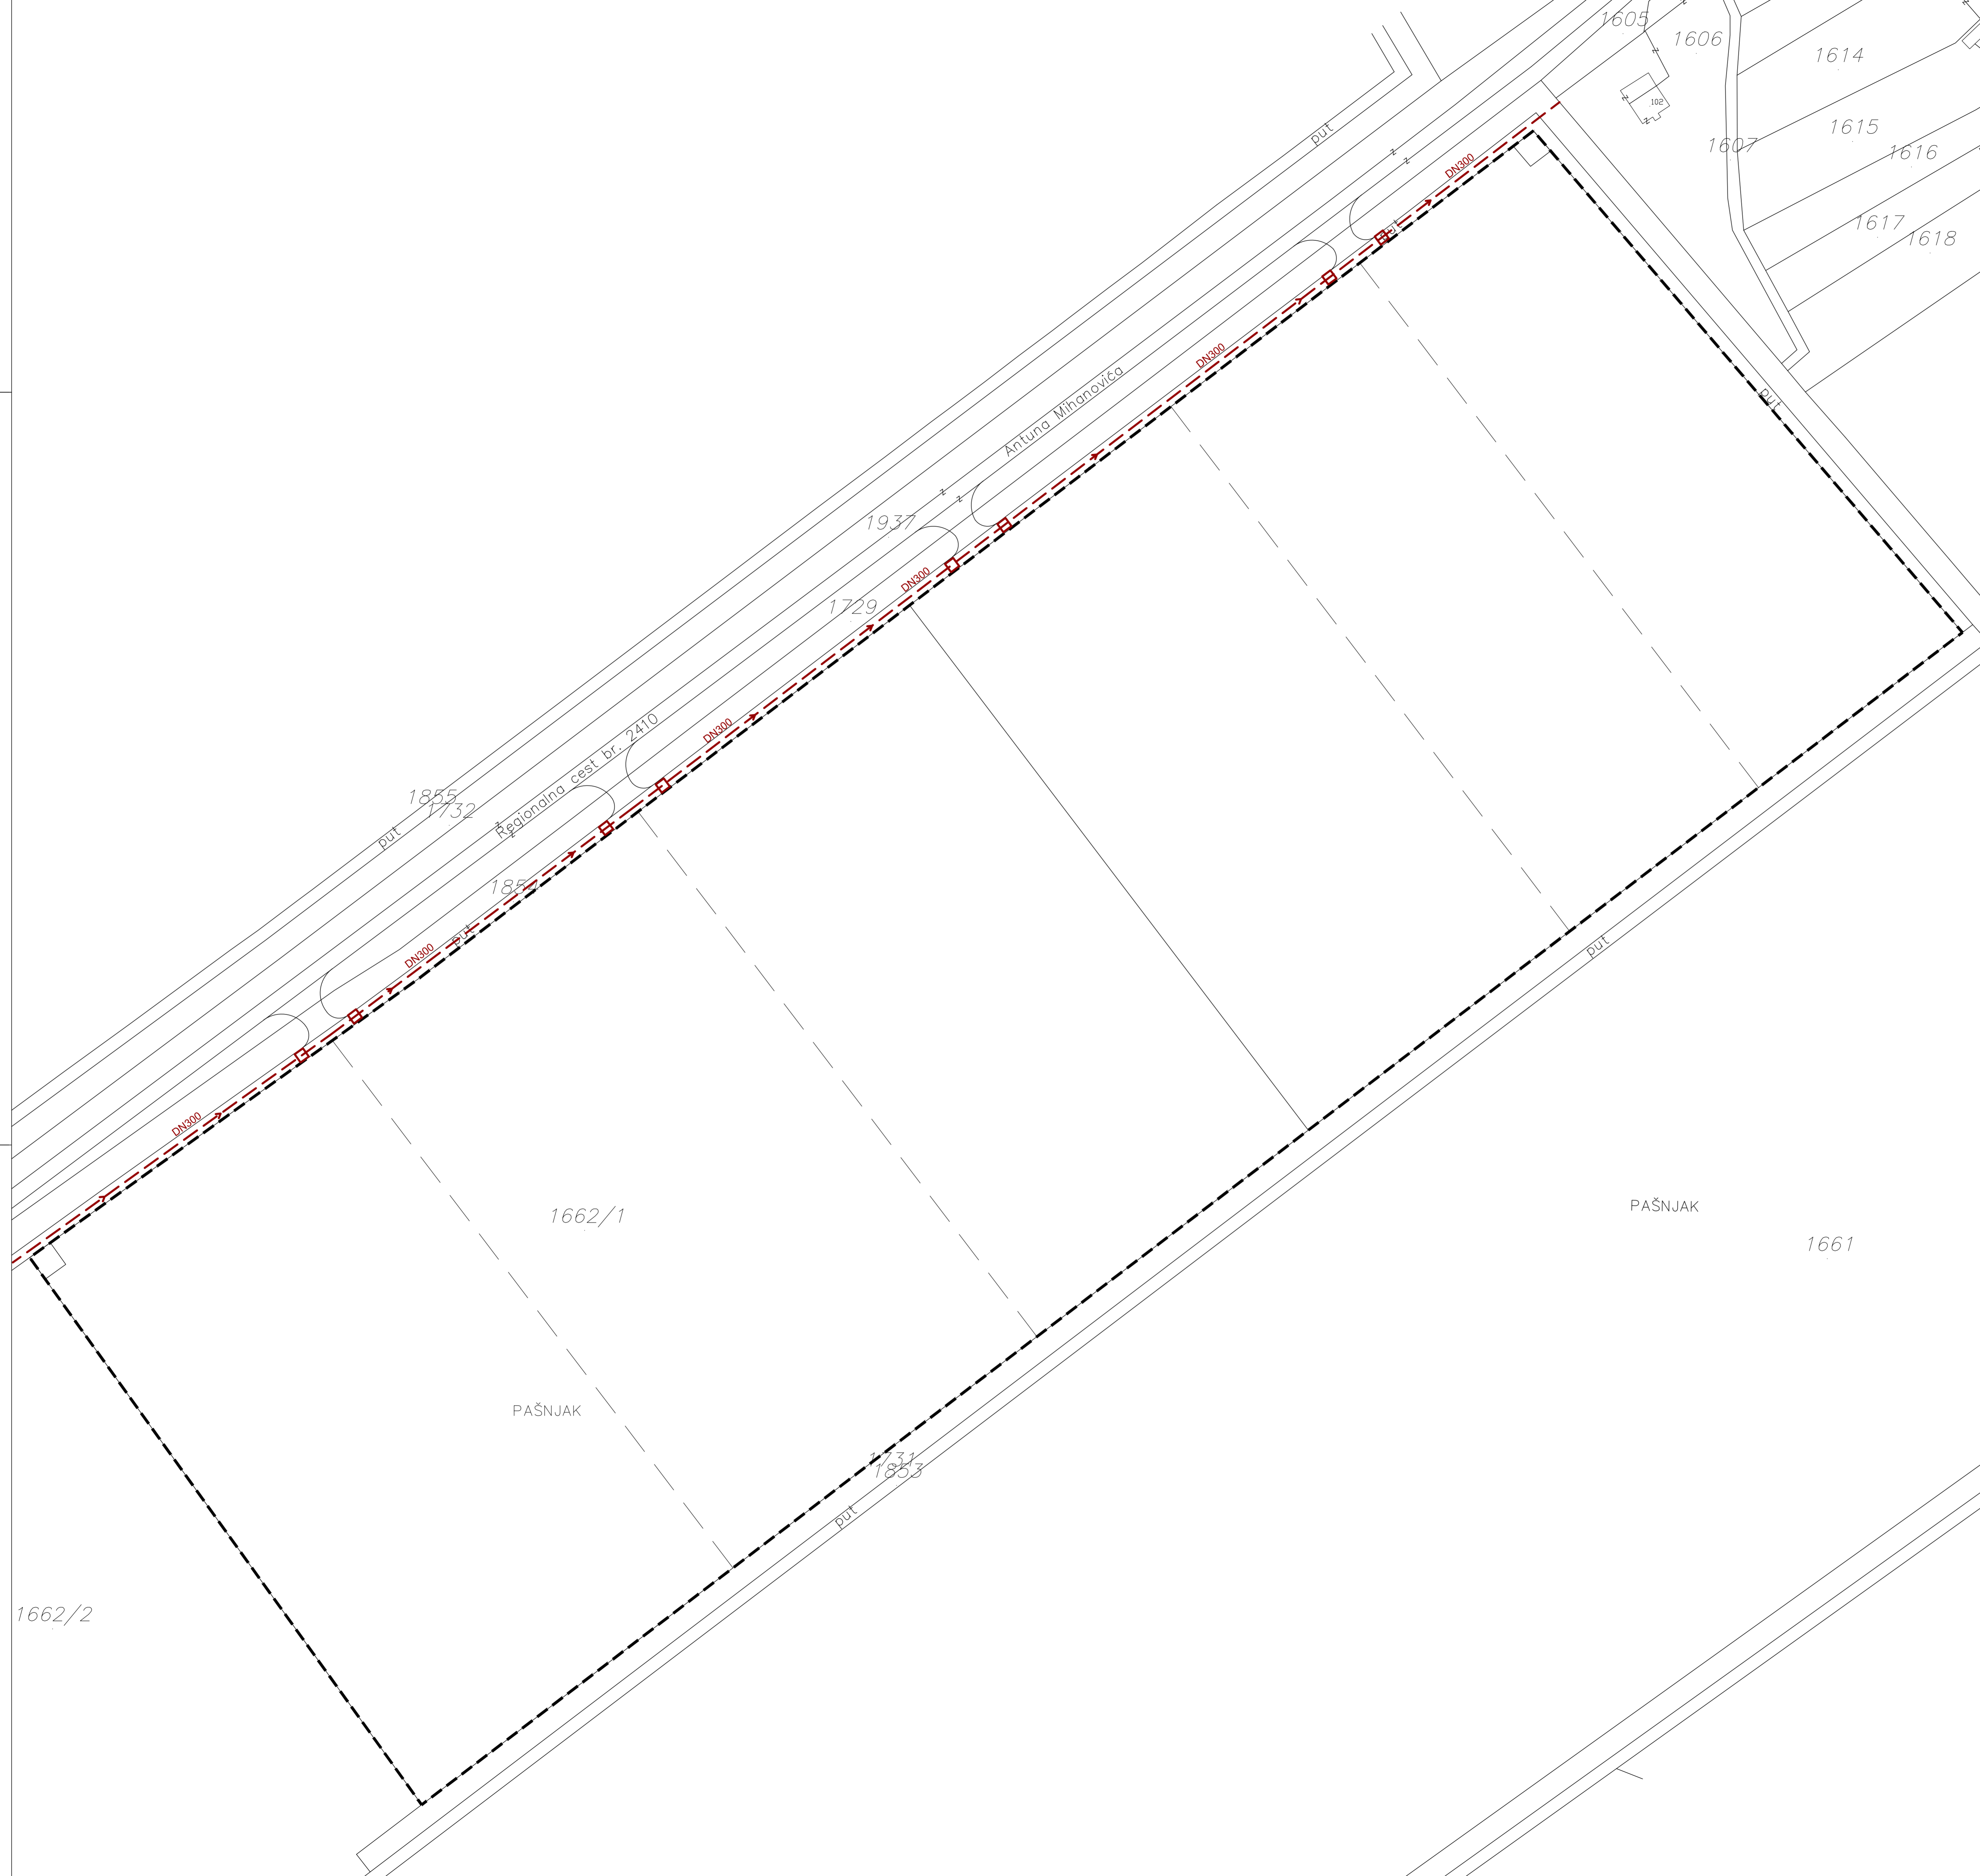 1605
1606
1614
102
put
1615
1607
1616
DN300
1617
1618
put
DN300
Antuna Mihanovića
put
1937
DN300
1729
Regionalna cest br. 2410
DN300
1855
1732
put
1854
put
DN300
put
DN300
PAŠNJAK
1662/1
1661
PAŠNJAK
1731
1853
put
1662/2